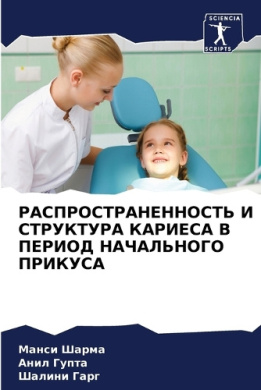 SCIENCIA
SCRIPTS
РАСПРОСТРАНЕННОСТЬ И
СТРУКТУРА КАРИЕСА В
ПЕРИОД НАЧАЛЬНОГО
ПРИКУСА
Манси Шарма
Анил Гупта
Шалини Гарг